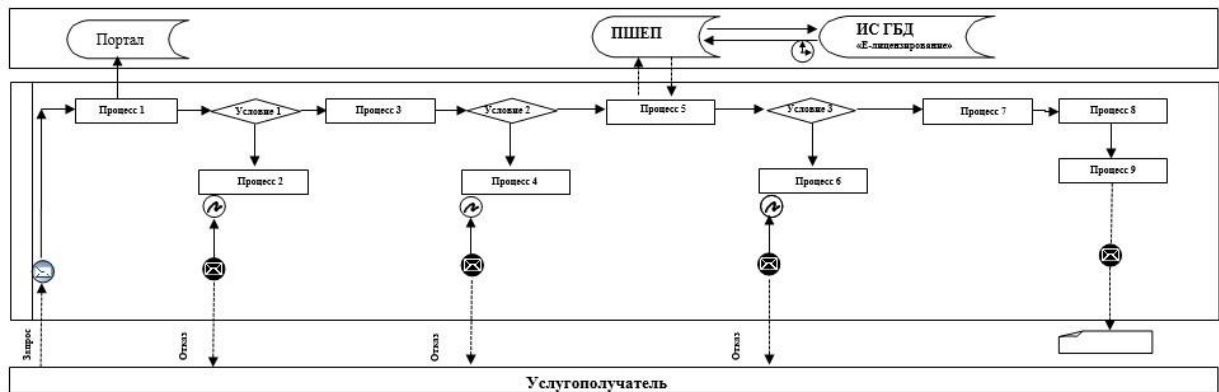 Портал
ПШЕП
ИС ГБД
«Е-лицензирование»
Процесс 1
Условие 1
Процесс 3
Условие 2
Процесс 5
Условие 3
Процесс 7
Процесс 8
Процесс 2
Процесс 4
Процесс 6
Процесс 9
Запрос
Отказ
Отказ
Отказ
Услугополучатель